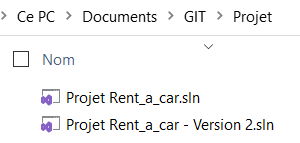 > Ce PC > Documents > GIT > Projet
Nom
Projet Rent_a_car.sln
Projet Rent_a_car - Version 2.sln